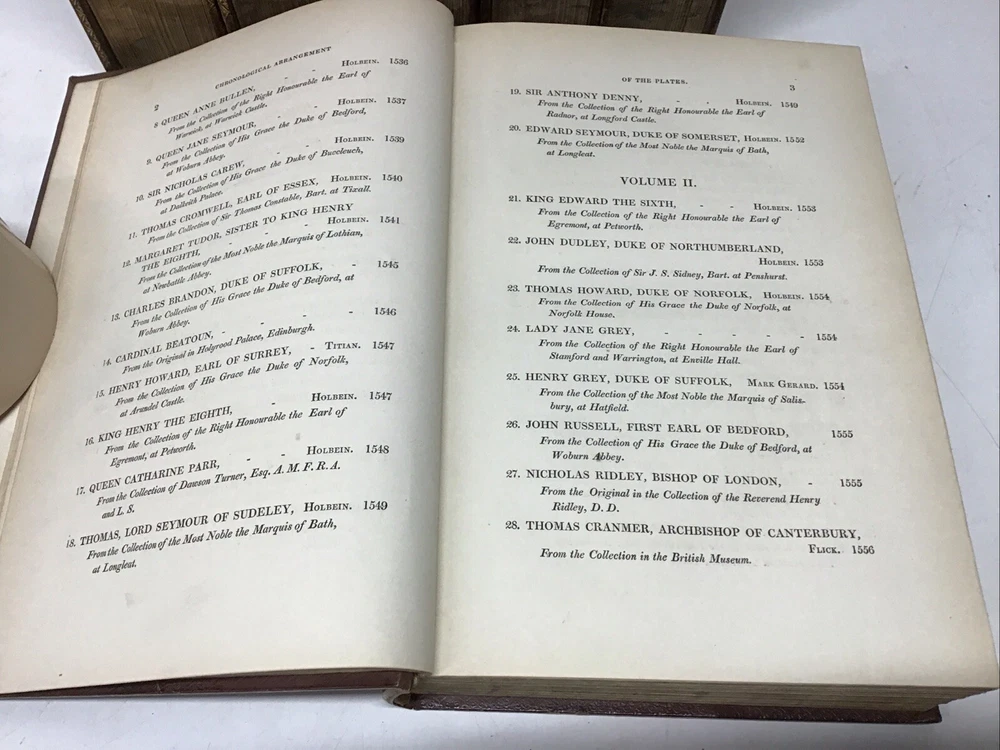 2
CHRONOLOGICAL ARRANGEMENT
8 QUEEN ANNE BULLEN, - - HOLBEIN. 1536
From the Collection of the Right Honourable the Earl of
Warwick, at Warwick Castle.
9. QUEEN JANE SEYMOUR, - HOLBEIN. 1537
From the Collection of His Grace the Duke of Bedford,
at Woburn Abbey.
10. SIR NICHOLAS CAREW, - - HOLBEIN. 1539
From the Collection of His Grace the Duke of Buccleuch,
at Dalkeith Palace.
11. THOMAS CROMWELL, EARL OF ESSEX, HOLBEIN. 1540
From the Collection of Sir Thomas Constable, Bart. at Tixall.
12. MARGARET TUDOR, SISTER TO KING HENRY
THE EIGHTH, - - - - HOLBEIN. 1541
From the Collection of the Most Noble the Marquis of Lothian,
at Newbattle Abbey.
13. CHARLES BRANDON, DUKE OF SUFFOLK, - 1545
From the Collection of His Grace the Duke of Bedford, at
Woburn Abbey.
14. CARDINAL BEATOUN, - - - - - 1546
From the Original in Holyrood Palace, Edinburgh.
15. HENRY HOWARD, EARL OF SURREY, - TITIAN. 1547
From the Collection of His Grace the Duke of Norfolk,
at Arundel Castle.
16. KING HENRY THE EIGHTH, - HOLBEIN. 1547
From the Collection of the Right Honourable the Earl of
Egremont, at Petworth.
17. QUEEN CATHARINE PARR, - - HOLBEIN. 1548
From the Collection of Dawson Turner, Esq. A. M. F. R. A.
and L. S.
18. THOMAS, LORD SEYMOUR OF SUDELEY, HOLBEIN. 1549
From the Collection of the Most Noble the Marquis of Bath,
at Longleat.
OF THE PLATES.
3
19. SIR ANTHONY DENNY, - - HOLBEIN. 1549
From the Collection of the Right Honourable the Earl of
Radnor, at Longford Castle.
20. EDWARD SEYMOUR, DUKE OF SOMERSET, HOLBEIN. 1552
From the Collection of the Most Noble the Marquis of Bath,
at Longleat.
VOLUME II.
21. KING EDWARD THE SIXTH, - - HOLBEIN. 1553
From the Collection of the Right Honourable the Earl of
Egremont, at Petworth.
22. JOHN DUDLEY, DUKE OF NORTHUMBERLAND,
HOLBEIN. 1553
From the Collection of Sir J. S. Sidney, Bart. at Penshurst.
23. THOMAS HOWARD, DUKE OF NORFOLK, HOLBEIN. 1554
From the Collection of His Grace the Duke of Norfolk, at
Norfolk House.
24. LADY JANE GREY, - - - - - - 1554
From the Collection of the Right Honourable the Earl of
Stamford and Warrington, at Enville Hall.
25. HENRY GREY, DUKE OF SUFFOLK, MARK GERARD. 1554
From the Collection of the Most Noble the Marquis of Salis-
bury, at Hatfield.
26. JOHN RUSSELL, FIRST EARL OF BEDFORD, 1555
From the Collection of His Grace the Duke of Bedford, at
Woburn Abbey.
27. NICHOLAS RIDLEY, BISHOP OF LONDON, - 1555
From the Original in the Collection of the Reverend Henry
Ridley, D. D.
28. THOMAS CRANMER, ARCHBISHOP OF CANTERBURY,
FLICK. 1556
From the Collection in the British Museum.